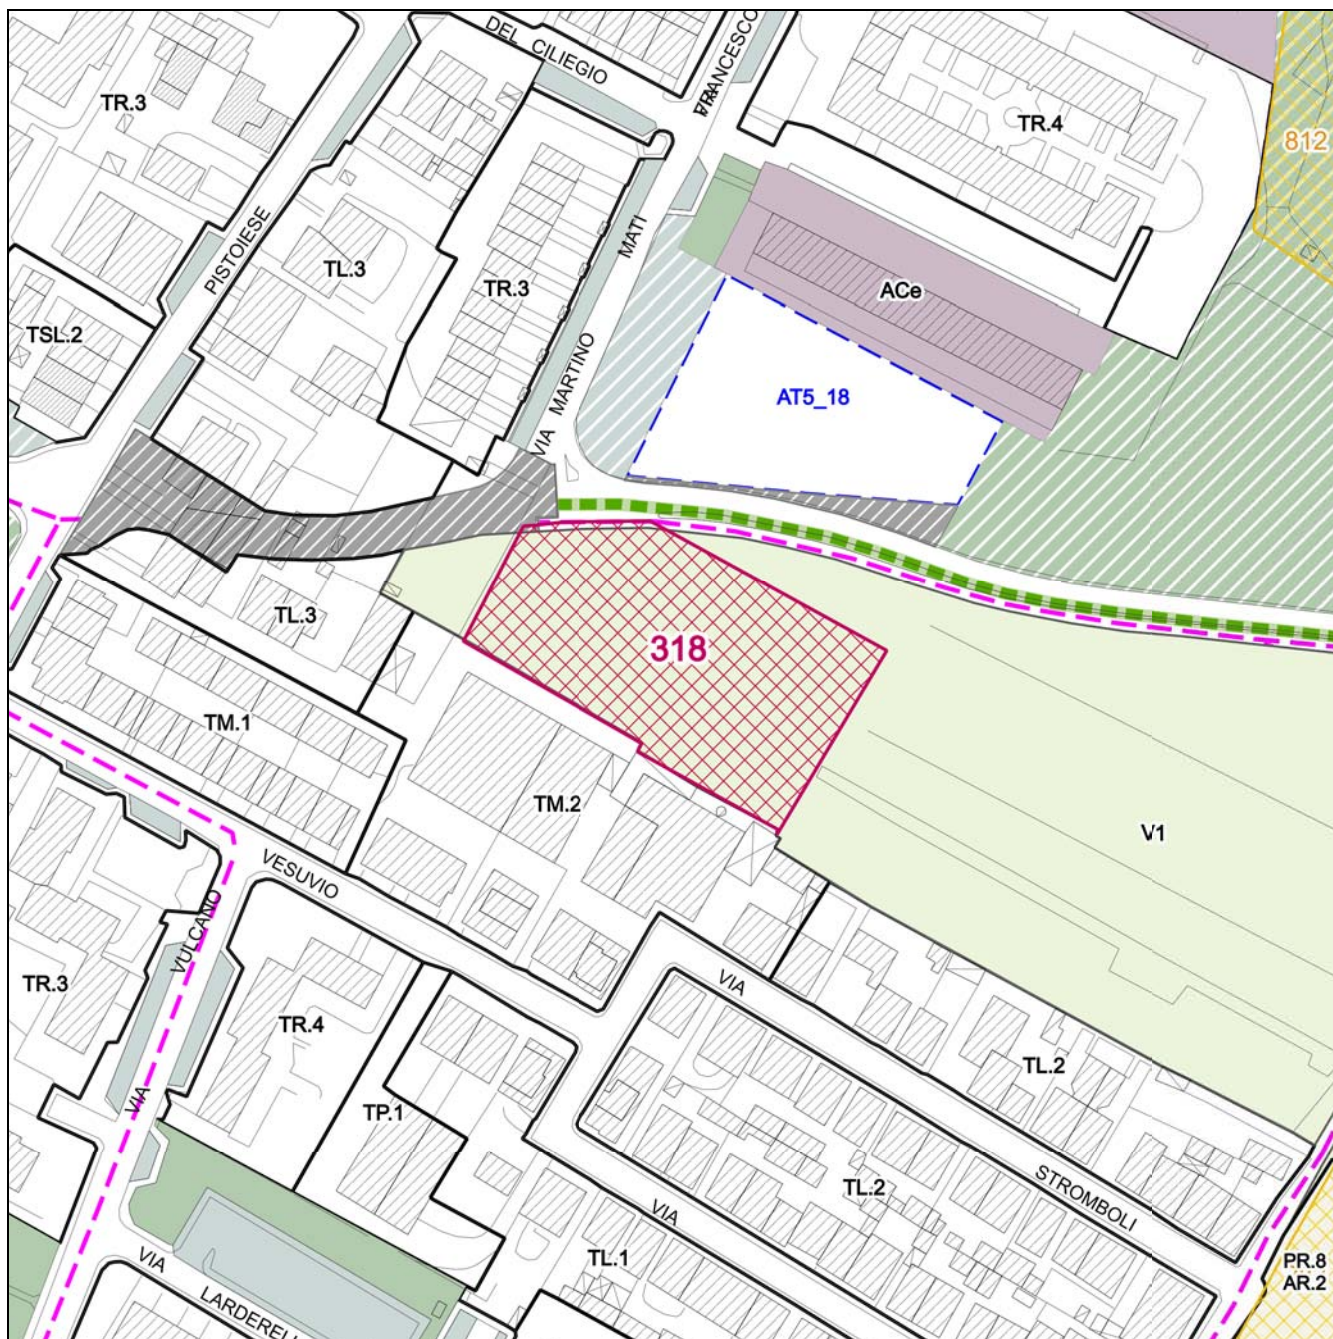 DEL CILIEGIO
VIA
FRANCESCO
TR.3
TR.4
812
PISTOIESE
TL.3
TR.3
MATI
ACe
TSL.2
VIA MARTINO
AT5_18
TL.3
318
TM.1
TM.2
V1
VESUVIO
VULCANO
VIA
TR.3
TR.4
TL.2
TP.1
VIA
STROMBOLI
TL.2
VIA
VIA
TL.1
LARDEREL
PR.8
AR.2